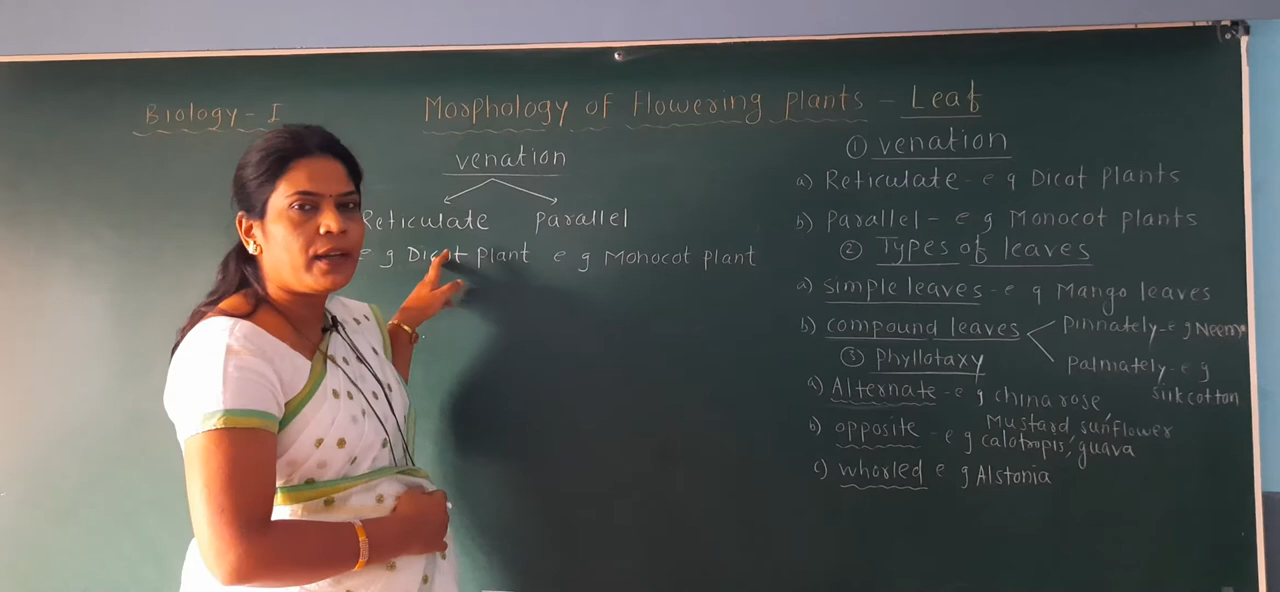 Biology - I
Morphology of Flowering Plants - Leaf
venation
Reticulate parallel
e g Dicot Plant e g Monocot plant
① venation
a) Reticulate - e g Dicot plants
b) Parallel - e g Monocot plants
② Types of leaves
a) simple leaves - e g Mango leaves
b) compound leaves
pinnately - e g Neem
palmately - e g
silk cotton
③ Phyllotaxy
a) Alternate - e g china rose,
Mustard sunflower
b) opposite - e g calotropis, guava
c) whorled e g Alstonia